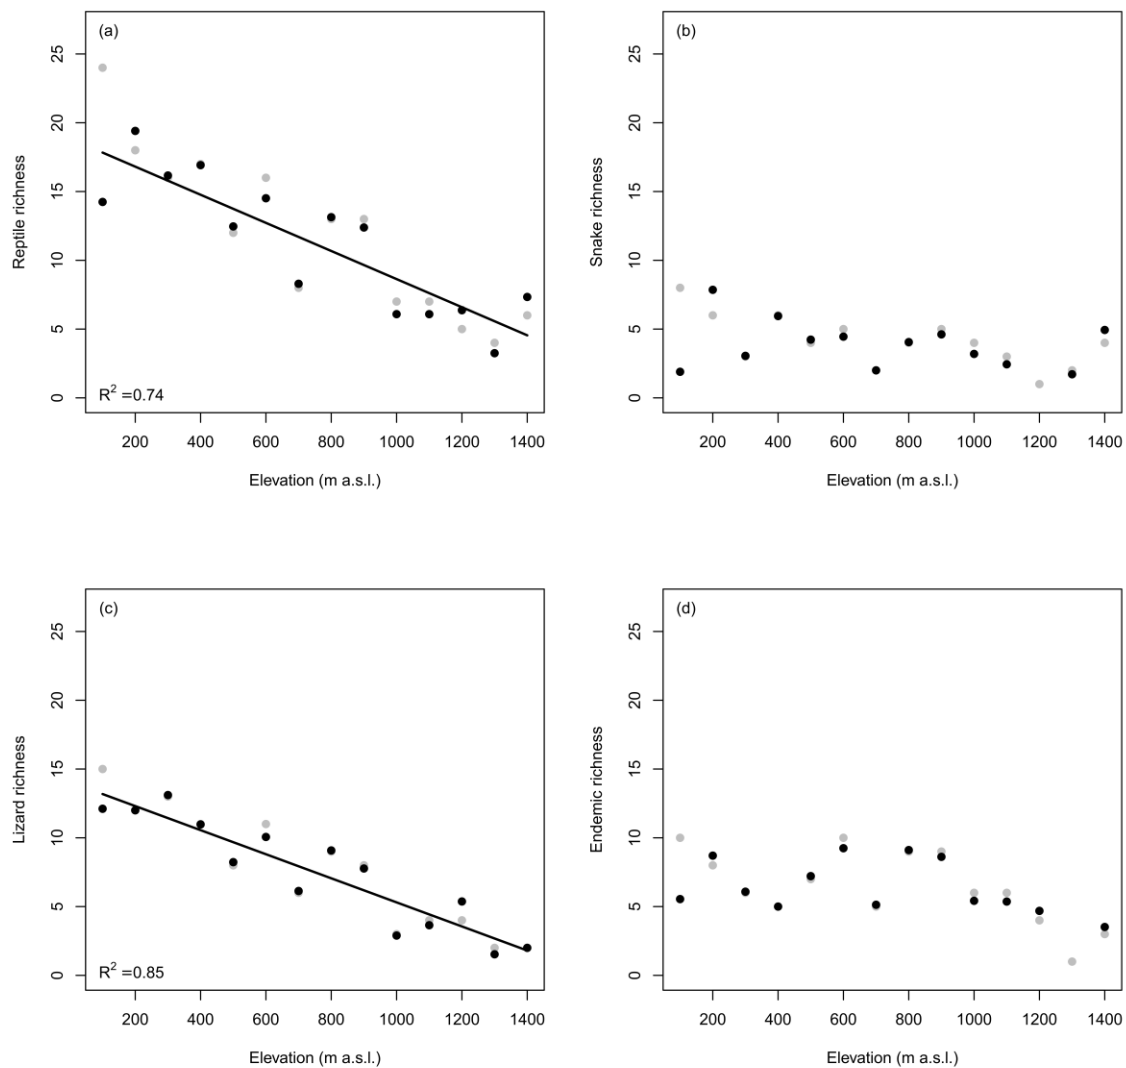 (a)
Reptile richness
25
20
15
10
5
0
R² =0.74
200 400 600 800 1000 1200 1400
Elevation (m a.s.l.)
(b)
Snake richness
25
20
15
10
5
0
200 400 600 800 1000 1200 1400
Elevation (m a.s.l.)
(c)
Lizard richness
25
20
15
10
5
0
R² =0.85
200 400 600 800 1000 1200 1400
Elevation (m a.s.l.)
(d)
Endemic richness
25
20
15
10
5
0
200 400 600 800 1000 1200 1400
Elevation (m a.s.l.)